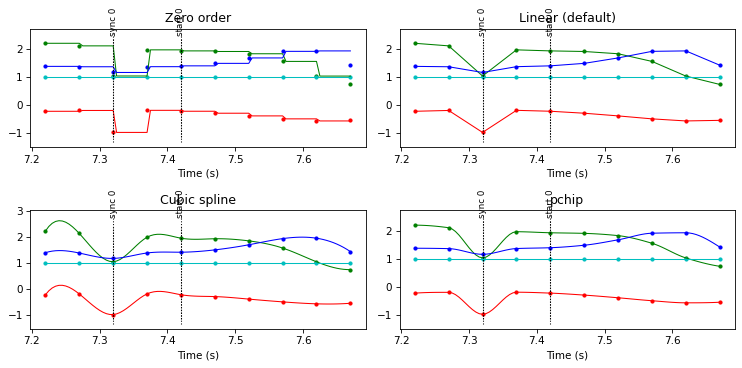 Zero order
sync 0
start 0
2
1
0
−1
7.2
7.3
7.4
7.5
7.6
Time (s)
Linear (default)
sync 0
start 0
2
1
0
−1
7.2
7.3
7.4
7.5
7.6
Time (s)
Cubic spline
sync 0
start 0
3
2
1
0
−1
7.2
7.3
7.4
7.5
7.6
Time (s)
pchip
sync 0
start 0
2
1
0
−1
7.2
7.3
7.4
7.5
7.6
Time (s)